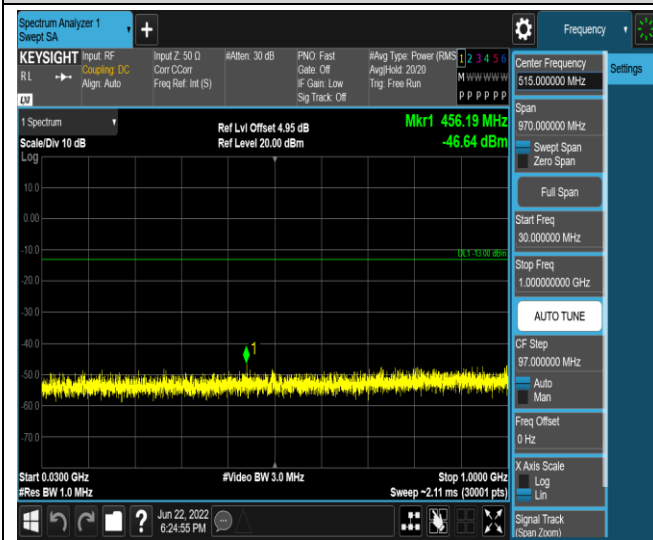 Spectrum Analyzer 1
Swept SA
+
Frequency
KEYSIGHT
RL
LXI
Input: RF
Coupling: DC
Align: Auto
Input Z: 50 Ω
Corr CCorr
Freq Ref: Int (S)
#Atten: 30 dB
PNO: Fast
Gate: Off
IF Gain: Low
Sig Track: Off
#Avg Type: Power (RMS
Avg|Hold: 20/20
Trig: Free Run
1 2 3 4 5 6
M W W W W W
P P P P P P
1 Spectrum
Scale/Div 10 dB
Ref Lvl Offset 4.95 dB
Ref Level 20.00 dBm
Mkr1 456.19 MHz
-46.64 dBm
Log
10.0
0.00
-10.0
DL1 -13.00 dBm
-20.0
-30.0
-40.0
1
-50.0
-60.0
-70.0
Start 0.0300 GHz
#Res BW 1.0 MHz
#Video BW 3.0 MHz
Stop 1.0000 GHz
Sweep ~2.11 ms (30001 pts)
?
Jun 22, 2022
6:24:55 PM
Center Frequency
515.000000 MHz
Settings
Span
970.000000 MHz
Swept Span
Zero Span
Full Span
Start Freq
30.000000 MHz
Stop Freq
1.000000000 GHz
AUTO TUNE
CF Step
97.000000 MHz
Auto
Man
Freq Offset
0 Hz
X Axis Scale
Log
Lin
Signal Track
(Span Zoom)